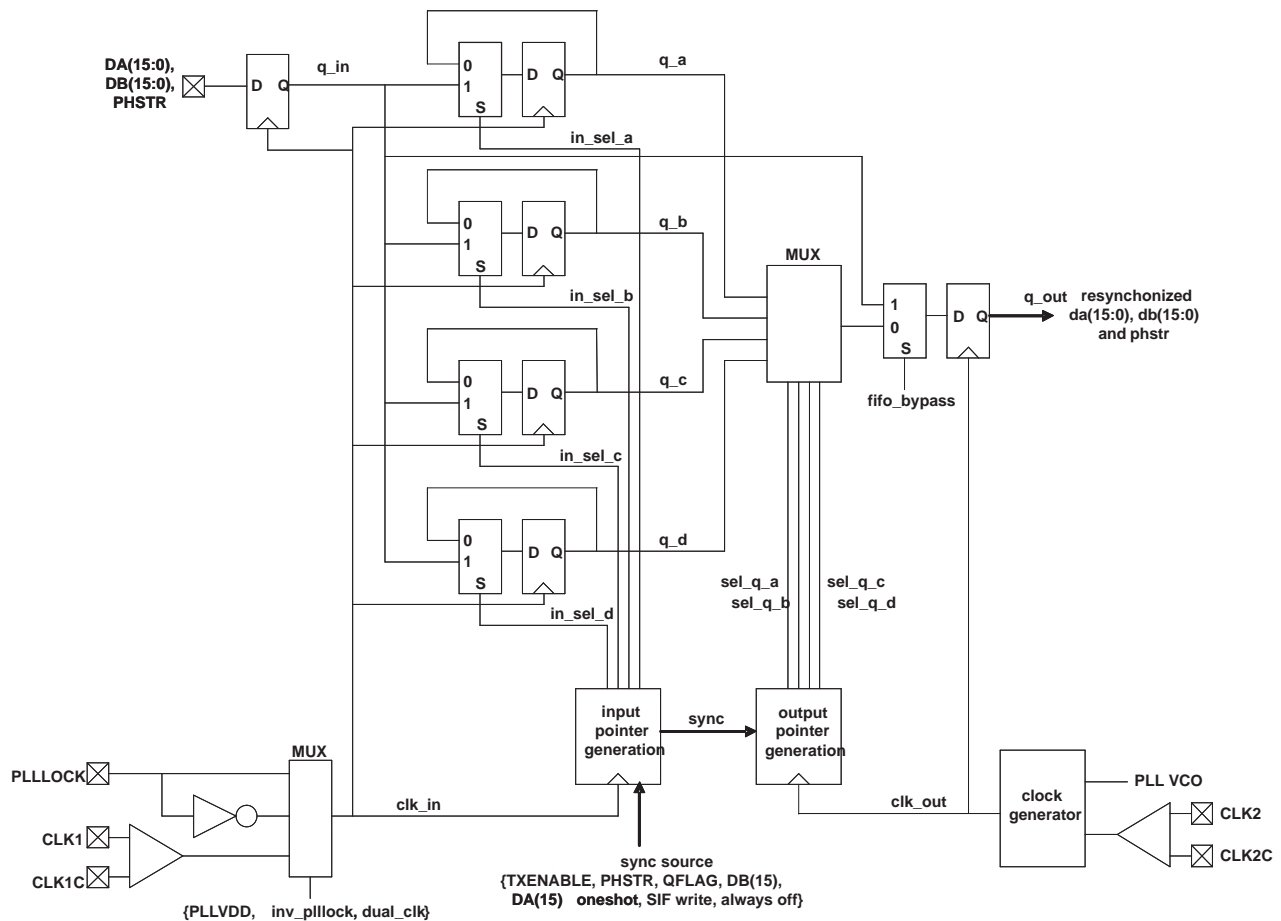 DA(15:0),
DB(15:0),
PHSTR
D Q
q_in
0
1
S
D Q
q_a
in_sel_a
0
1
S
D Q
q_b
in_sel_b
0
1
S
D Q
q_c
in_sel_c
0
1
S
D Q
q_d
in_sel_d
MUX
1
0
S
fifo_bypass
D Q
q_out resynchonized
da(15:0), db(15:0)
and phstr
sel_q_a
sel_q_b
sel_q_c
sel_q_d
input
pointer
generation
sync
output
pointer
generation
PLLLOCK
CLK1
CLK1C
MUX
clk_in
{PLLVDD, inv_plllock, dual_clk}
sync source
{TXENABLE, PHSTR, QFLAG, DB(15),
DA(15) oneshot, SIF write, always off}
clk_out
clock
generator
PLL VCO
CLK2
CLK2C